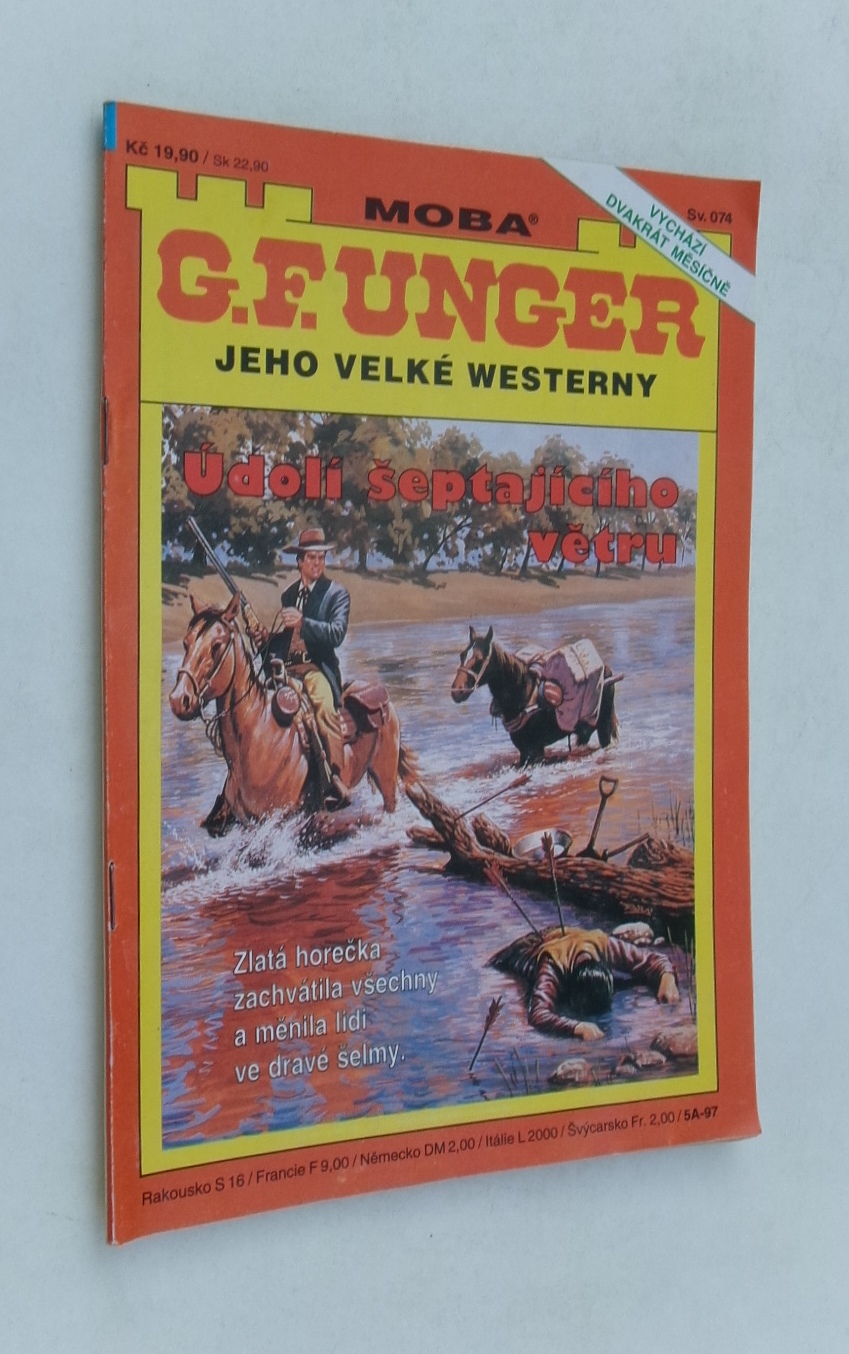 Kč 19,90 / Sk 22,90
MOBA®
Sv. 074
VYCHÁZÍ
DVAKRÁT MĚSÍČNĚ
G.F. UNGER
JEHO VELKÉ WESTERNY
Údolí šeptajícího
větru
Zlatá horečka
zachvátila všechny
a měnila lidi
ve dravé šelmy.
Rakousko S 16 / Francie F 9,00 / Německo DM 2,00 / Itálie L 2000 / Švýcarsko Fr. 2,00 / 5A-97